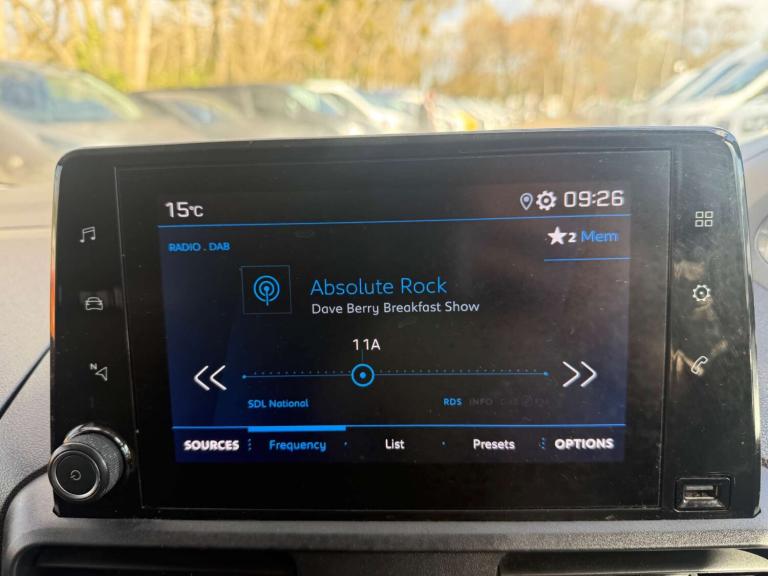 15°C
09:26
RADIO . DAB
★2 Mem
Absolute Rock
Dave Berry Breakfast Show
11A
SDL National
RDS INFO
SOURCES Frequency List Presets OPTIONS
N